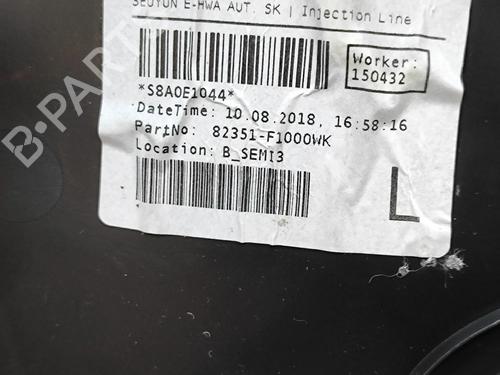 SEOYON E-HWA AUT. SK | Injection Line
Worker:
150432
*S8A0E1044*
DateTime: 10.08.2018, 16:58:16
PartNo: 82351-F1000WK
Location: B_SEMI3
L
B-PARTS